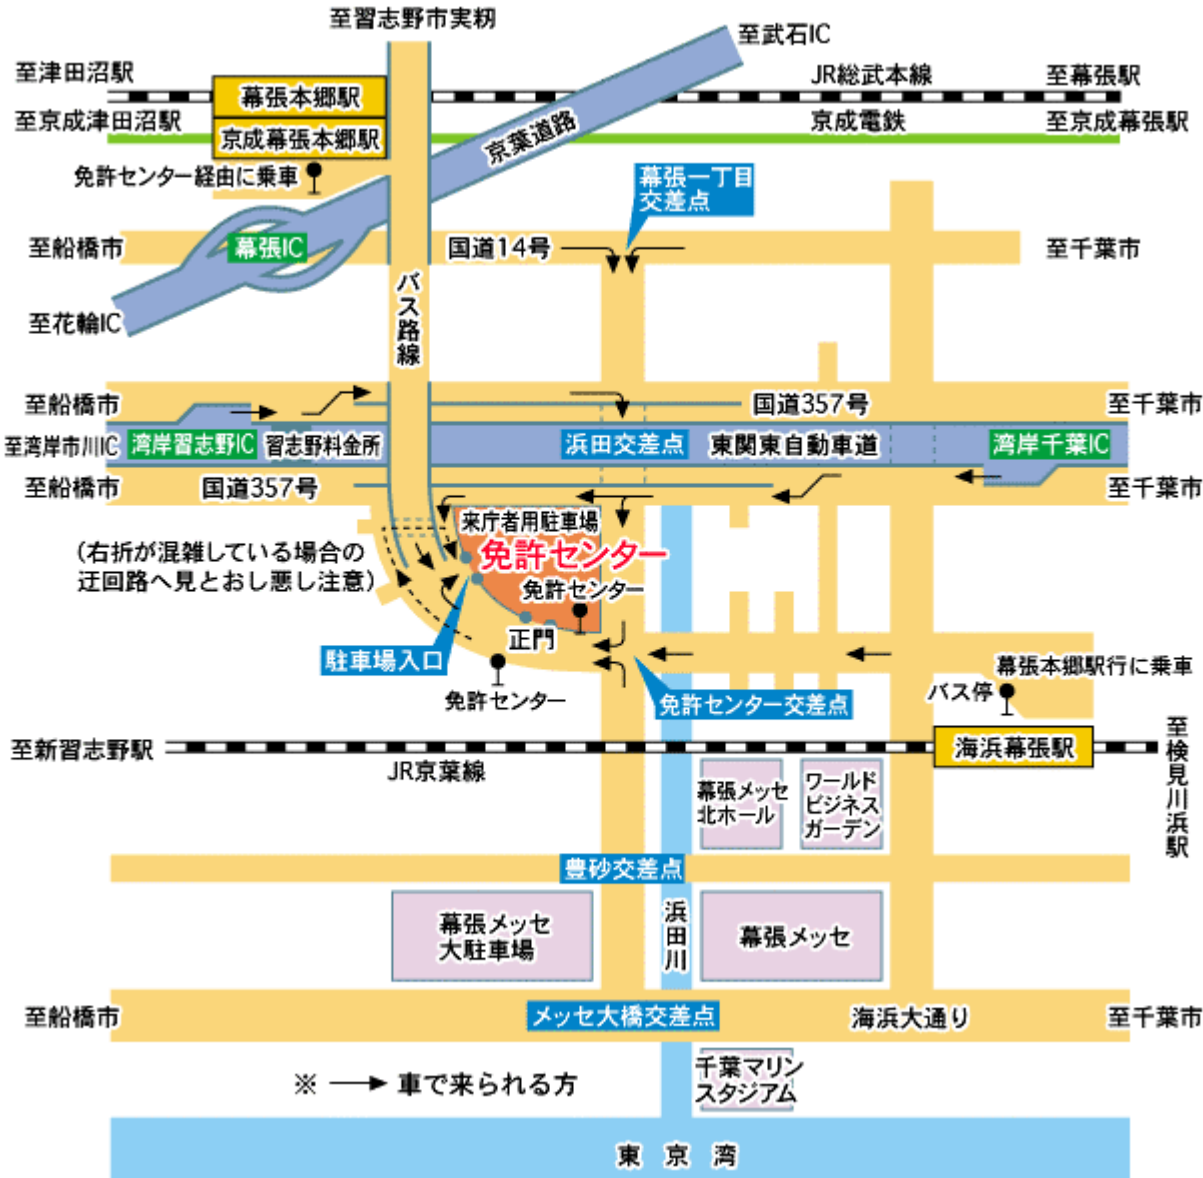 至習志野市実籾
至武石IC
至津田沼駅
幕張本郷駅
JR総武本線
至幕張駅
至京成津田沼駅
京成幕張本郷駅
京葉道路
京成電鉄
至京成幕張駅
免許センター経由に乗車
幕張一丁目
交差点
至船橋市
幕張IC
国道14号
至千葉市
至花輪IC
バス路線
至船橋市
国道357号
至千葉市
至湾岸市川IC
湾岸習志野IC
習志野料金所
浜田交差点
東関東自動車道
湾岸千葉IC
至船橋市
国道357号
至千葉市
来庁者用駐車場
免許センター
(右折が混雑している場合の
迂回路へ見とおし悪し注意)
免許センター
正門
駐車場入口
免許センター
免許センター交差点
幕張本郷駅行に乗車
バス停
至新習志野駅
JR京葉線
海浜幕張駅
至検見川浜駅
幕張メッセ
北ホール
ワールド
ビジネス
ガーデン
豊砂交差点
幕張メッセ
大駐車場
浜田川
幕張メッセ
至船橋市
メッセ大橋交差点
海浜大通り
至千葉市
※ → 車で来られる方
千葉マリン
スタジアム
東京湾